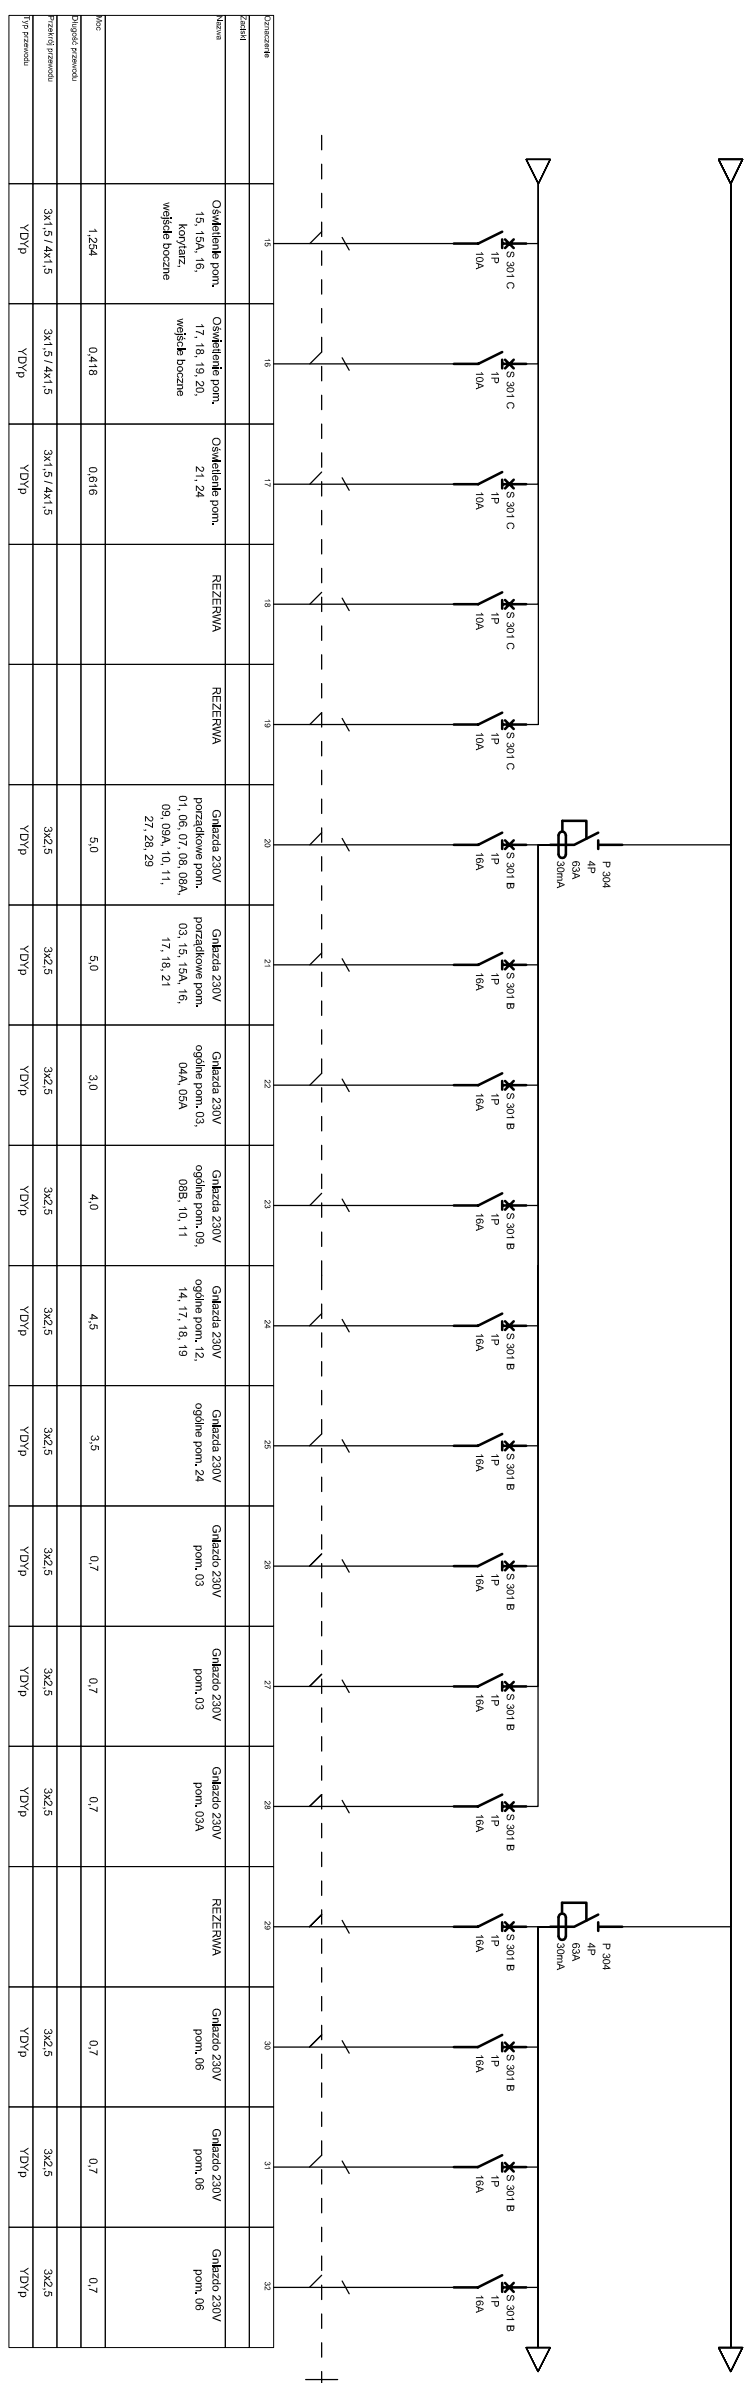 Oznaczenie
Zaciski
Nazwa
Moc
Długość przewodu
Przekrój przewodu
Typ przewodu
S 301 C
1P
10A
15
Oświetlenie pom.
15, 15A, 16,
korytarz,
wejście boczne
1,254
3x1,5 / 4x1,5
YDYp
S 301 C
1P
10A
16
Oświetlenie pom.
17, 18, 19, 20,
wejście boczne
0,418
3x1,5 / 4x1,5
YDYp
S 301 C
1P
10A
17
Oświetlenie pom.
21, 24
0,616
3x1,5 / 4x1,5
YDYp
S 301 C
1P
10A
18
REZERWA
S 301 C
1P
10A
19
REZERWA
P 304
4P
63A
30mA
S 301 B
1P
16A
20
Gniazda 230V
porządkowe pom.
01, 06, 07, 08, 08A,
09, 09A, 10, 11,
27, 28, 29
5,0
3x2,5
YDYp
S 301 B
1P
16A
21
Gniazda 230V
porządkowe pom.
03, 15, 15A, 16,
17, 18, 21
5,0
3x2,5
YDYp
S 301 B
1P
16A
22
Gniazda 230V
ogólne pom. 03,
04A, 05A
3,0
3x2,5
YDYp
S 301 B
1P
16A
23
Gniazda 230V
ogólne pom. 09,
08B, 10, 11
4,0
3x2,5
YDYp
S 301 B
1P
16A
24
Gniazda 230V
ogólne pom. 12,
14, 17, 18, 19
4,5
3x2,5
YDYp
S 301 B
1P
16A
25
Gniazda 230V
ogólne pom. 24
3,5
3x2,5
YDYp
S 301 B
1P
16A
26
Gniazdo 230V
pom. 03
0,7
3x2,5
YDYp
S 301 B
1P
16A
27
Gniazdo 230V
pom. 03
0,7
3x2,5
YDYp
S 301 B
1P
16A
28
Gniazdo 230V
pom. 03A
0,7
3x2,5
YDYp
P 304
4P
63A
30mA
S 301 B
1P
16A
29
REZERWA
S 301 B
1P
16A
30
Gniazdo 230V
pom. 06
0,7
3x2,5
YDYp
S 301 B
1P
16A
31
Gniazdo 230V
pom. 06
0,7
3x2,5
YDYp
S 301 B
1P
16A
32
Gniazdo 230V
pom. 06
0,7
3x2,5
YDYp